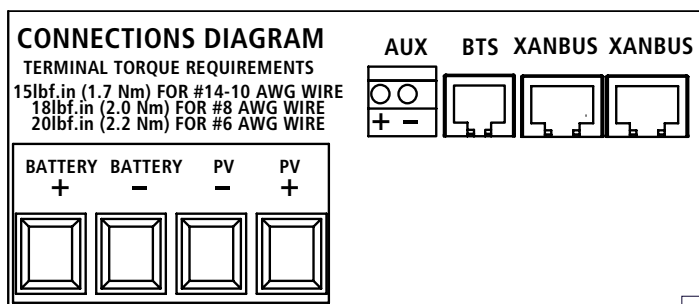 CONNECTIONS DIAGRAM
TERMINAL TORQUE REQUIREMENTS
15lbf.in (1.7 Nm) FOR #14-10 AWG WIRE
18lbf.in (2.0 Nm) FOR #8 AWG WIRE
20lbf.in (2.2 Nm) FOR #6 AWG WIRE
BATTERY BATTERY PV PV
+ − − +
AUX BTS XANBUS XANBUS
+ −